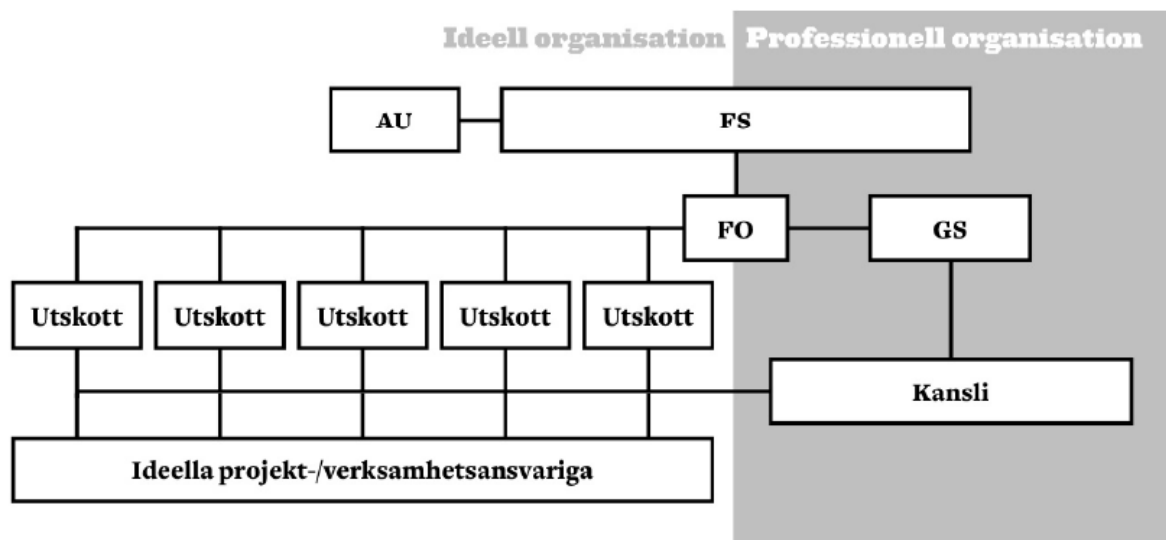 Ideell organisation Professionell organisation
AU
FS
FO
GS
Utskott
Utskott
Utskott
Utskott
Utskott
Kansli
Ideella projekt-/verksamhetsansvariga